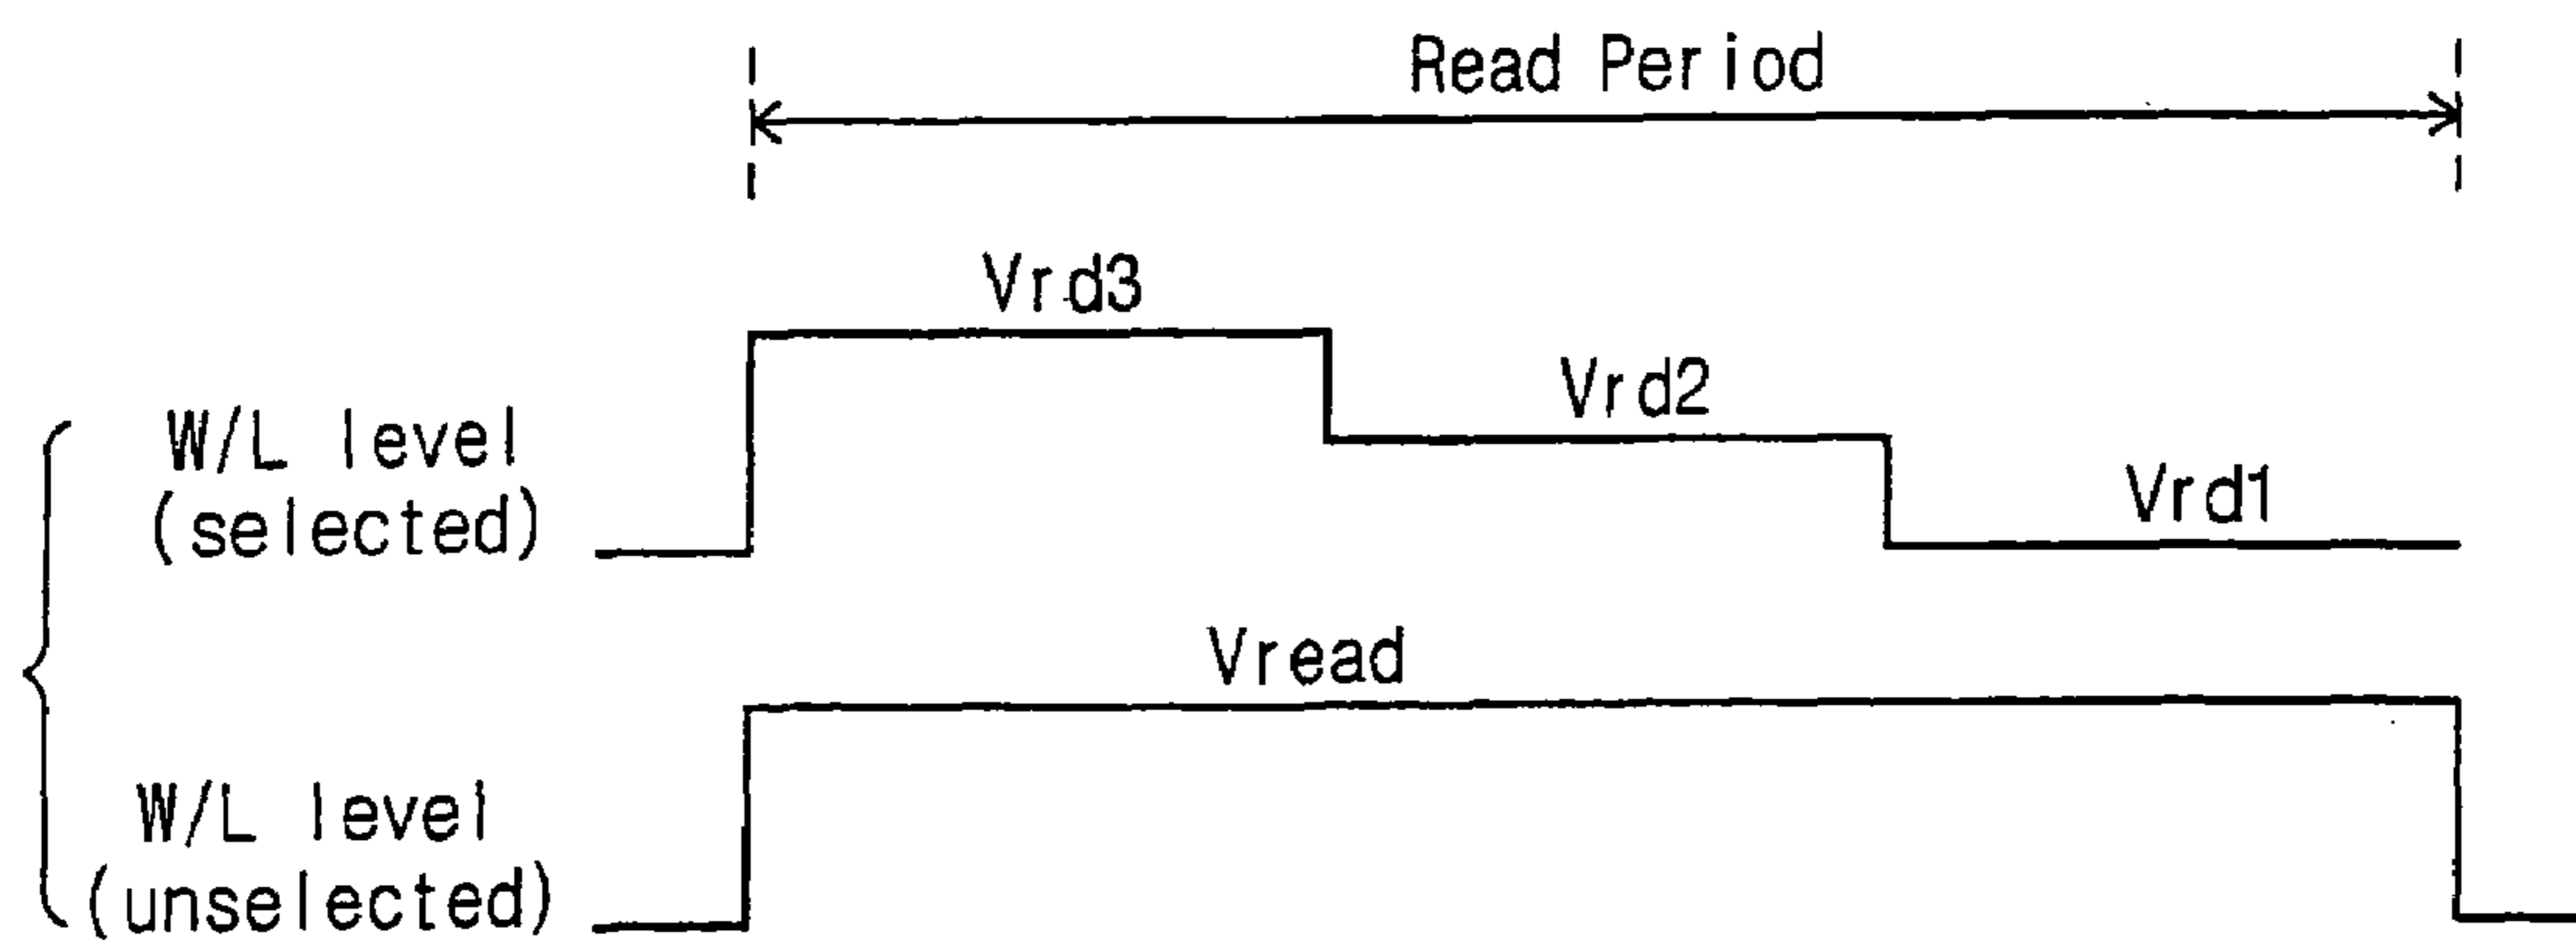 Read Period
Vrd3
Vrd2
W/L level
(selected)
Vrd1
Vread
W/L level
(unselected)